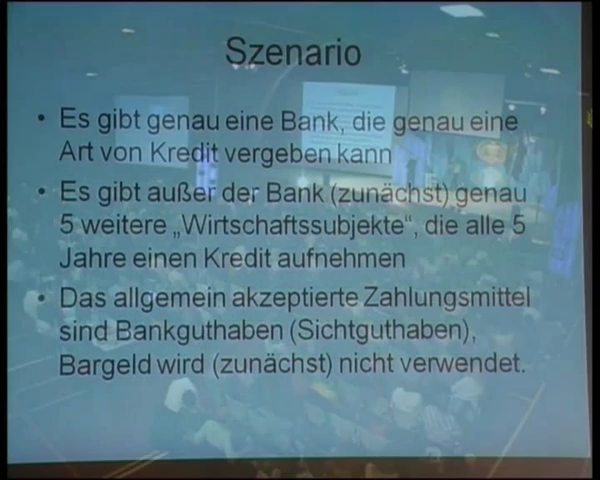 Szenario
• Es gibt genau eine Bank, die genau eine
Art von Kredit vergeben kann
• Es gibt außer der Bank (zunächst) genau
5 weitere „Wirtschaftssubjekte“, die alle 5
Jahre einen Kredit aufnehmen
• Das allgemein akzeptierte Zahlungsmittel
sind Bankguthaben (Sichtguthaben),
Bargeld wird (zunächst) nicht verwendet.